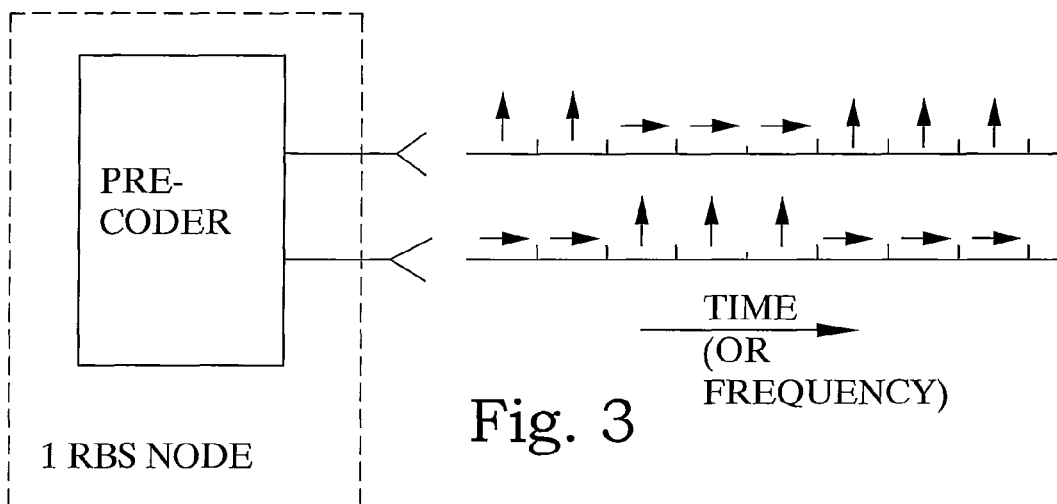 PRE-
CODER
TIME
(OR
FREQUENCY)
Fig. 3
1 RBS NODE